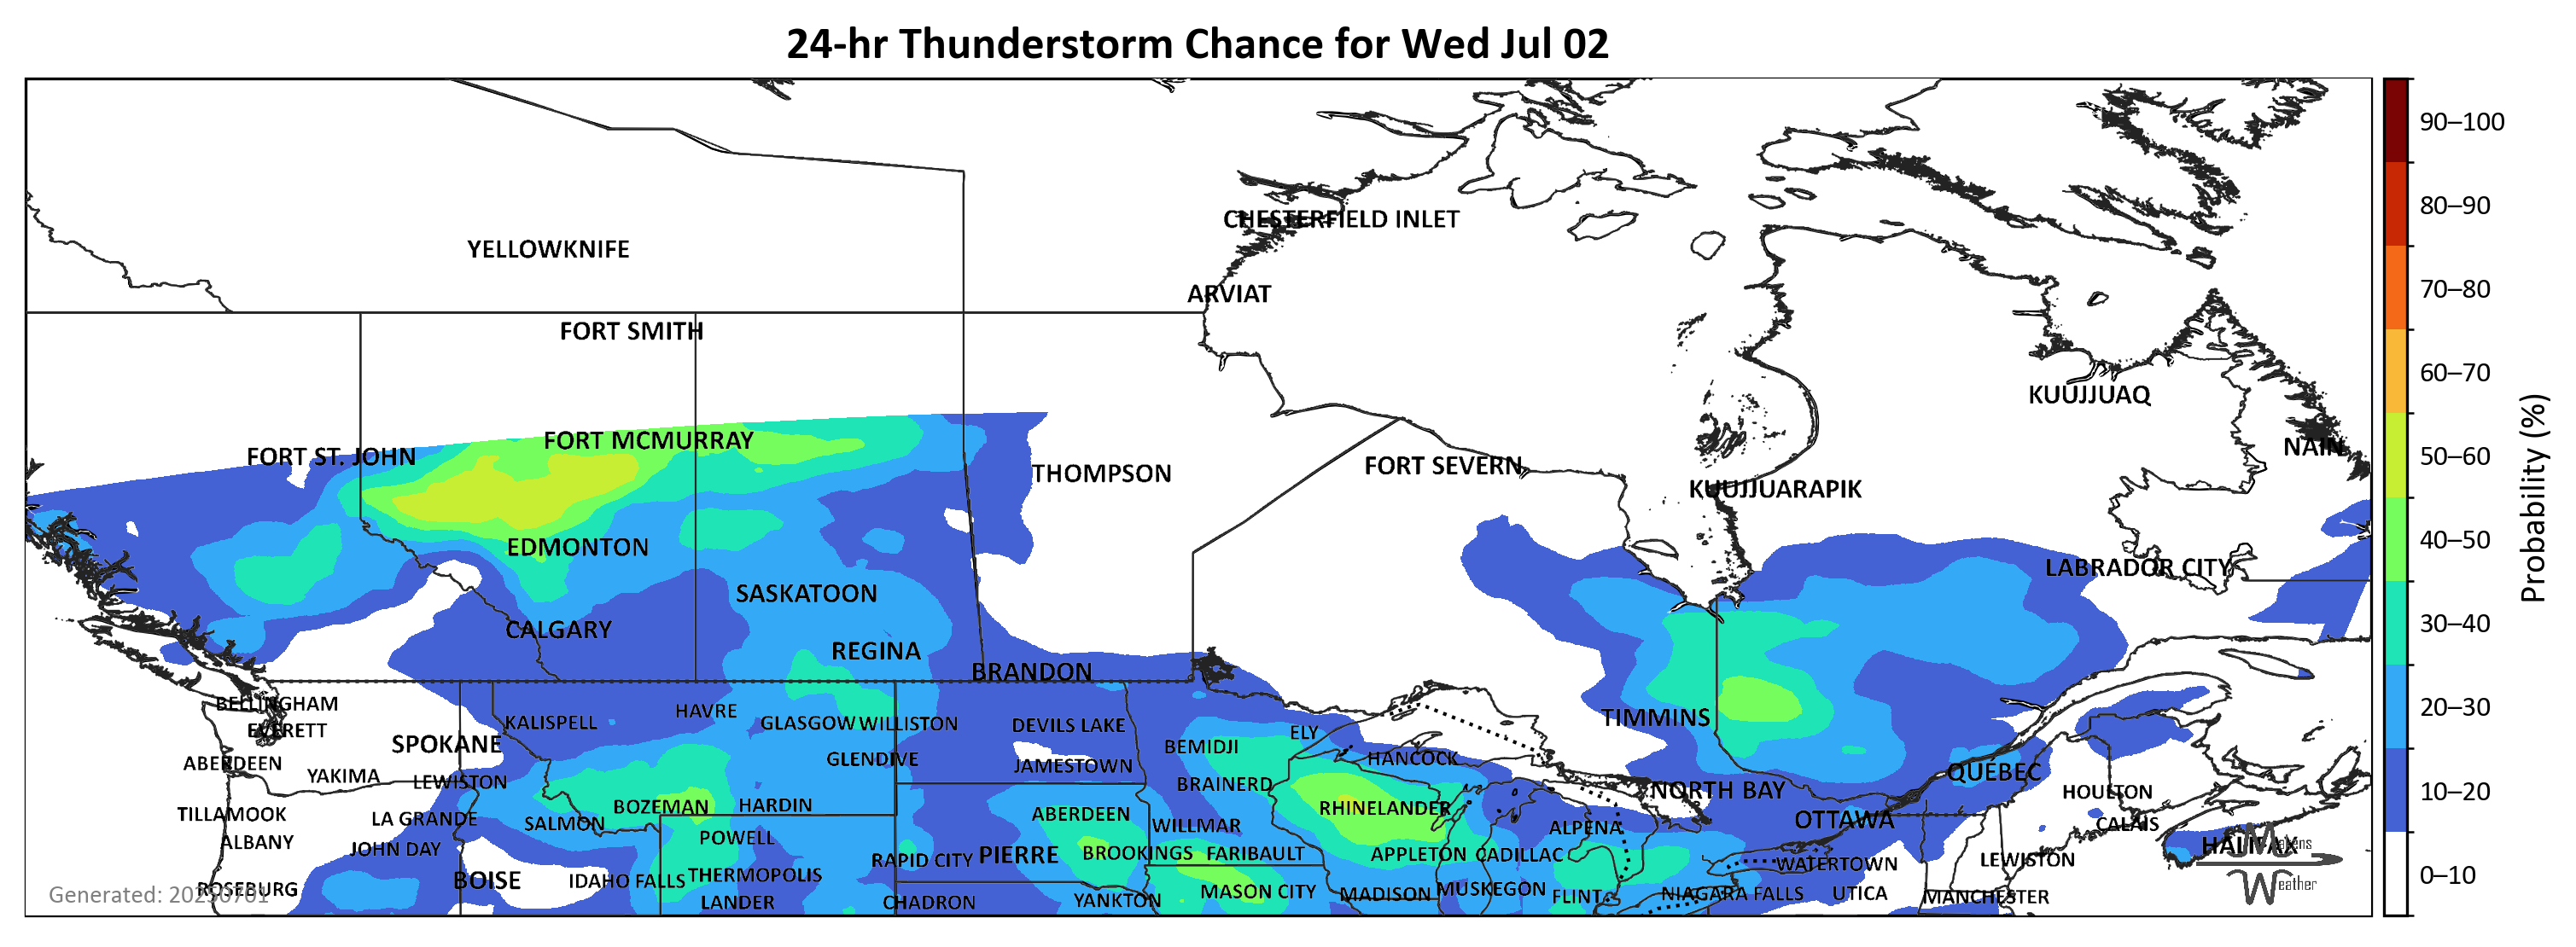 24-hr Thunderstorm Chance for Wed Jul 02
90–100
80–90
CHESTERFIELD INLET
YELLOWKNIFE
70–80
ARVIAT
FORT SMITH
60–70
KUUJJUAQ
FORT MCMURRAY
NAIN
FORT ST. JOHN
50–60
FORT SEVERN
THOMPSON
KUUJJUARAPIK
Probability (%)
EDMONTON
40–50
LABRADOR CITY
SASKATOON
CALGARY
30–40
REGINA
BRANDON
BELLINGHAM
HAVRE
20–30
TIMMINS
KALISPELL
GLASGOW
WILLISTON
DEVILS LAKE
EVERETT
ELY
SPOKANE
BEMIDJI
GLENDIVE
HANCOCK
ABERDEEN
JAMESTOWN
QUÉBEC
YAKIMA
LEWISTON
BRAINERD
NORTH BAY
HOULTON
10–20
BOZEMAN
HARDIN
RHINELANDER
TILLAMOOK
ABERDEEN
LA GRANDE
SALMON
WILLMAR
ALPENA
OTTAWA
CALAIS
ALBANY
POWELL
JOHN DAY
HALIFAX
Makens
BROOKINGS
FARIBAULT
APPLETON
CADILLAC
RAPID CITY
PIERRE
LEWISTON
WATERTOWN
THERMOPOLIS
0–10
BOISE
IDAHO FALLS
Weather
ROSEBURG
MASON CITY
MUSKEGON
MADISON
NIAGARA FALLS
UTICA
Generated: 20250701
FLINT
MANCHESTER
LANDER
CHADRON
YANKTON